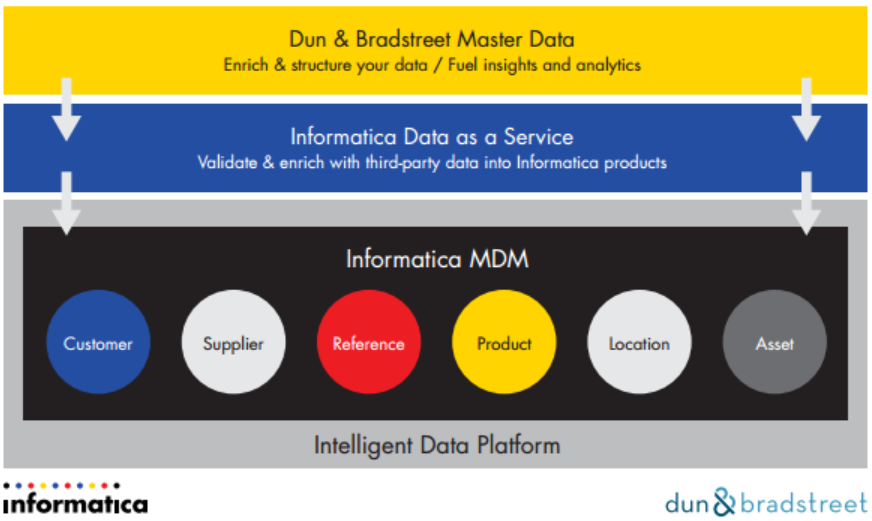 Dun & Bradstreet Master Data
Enrich & structure your data / Fuel insights and analytics
Informatica Data as a Service
Validate & enrich with third-party data into Informatica products
Informatica MDM
Customer
Supplier
Reference
Product
Location
Asset
Intelligent Data Platform
informatica
dun & bradstreet